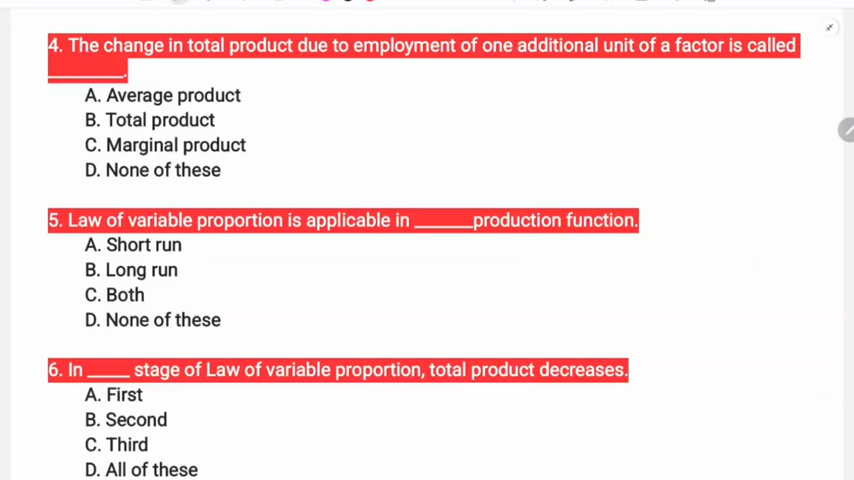 4. The change in total product due to employment of one additional unit of a factor is called
________.
A. Average product
B. Total product
C. Marginal product
D. None of these
5. Law of variable proportion is applicable in ______production function.
A. Short run
B. Long run
C. Both
D. None of these
6. In _____ stage of Law of variable proportion, total product decreases.
A. First
B. Second
C. Third
D. All of these